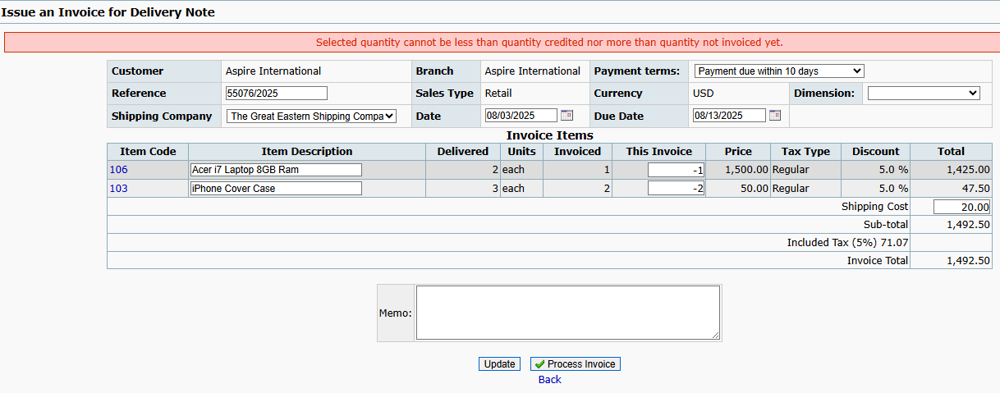 Issue an Invoice for Delivery Note
Selected quantity cannot be less than quantity credited nor more than quantity not invoiced yet.
Customer Aspire International Branch Aspire International Payment terms: Payment due within 10 days
Reference 55076/2025 Sales Type Retail Currency USD Dimension:
Shipping Company The Great Eastern Shipping Compa Date 08/03/2025 Due Date 08/13/2025
Invoice Items
Item Code Item Description Delivered Units Invoiced This Invoice Price Tax Type Discount Total
106 Acer i7 Laptop 8GB Ram 2 each 1 -1 1,500.00 Regular 5.0 % 1,425.00
103 iPhone Cover Case 3 each 2 -2 50.00 Regular 5.0 % 47.50
Shipping Cost 20.00
Sub-total 1,492.50
Included Tax (5%) 71.07
Invoice Total 1,492.50
Memo:
Update Process Invoice
Back